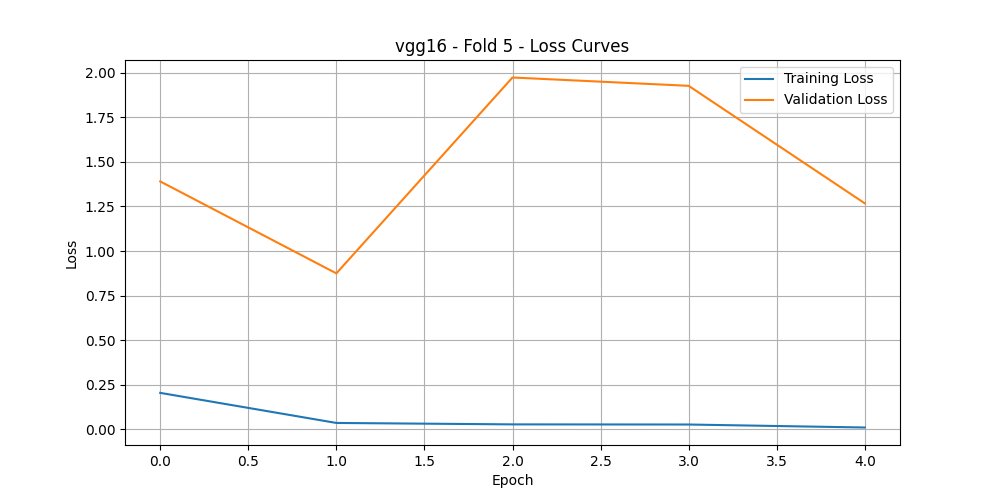 vgg16 - Fold 5 - Loss Curves
Training Loss
Validation Loss
2.00
1.75
1.50
1.25
1.00
0.75
0.50
0.25
0.00
Loss
0.0 0.5 1.0 1.5 2.0 2.5 3.0 3.5 4.0
Epoch